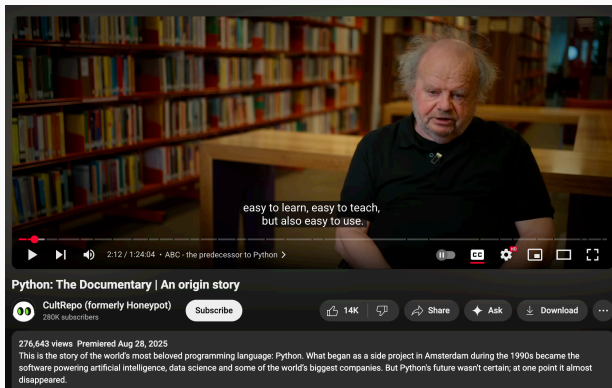 easy to learn, easy to teach,
but also easy to use.
2:12 / 1:24:04 • ABC - the predecessor to Python
CC
HD
Python: The Documentary | An origin story
CultRepo (formerly Honeypot)
280K subscribers
Subscribe
14K
Share
Ask
Download
276,643 views Premiered Aug 28, 2025
This is the story of the world's most beloved programming language: Python. What began as a side project in Amsterdam during the 1990s became the
software powering artificial intelligence, data science and some of the world's biggest companies. But Python's future wasn't certain; at one point it almost
disappeared.